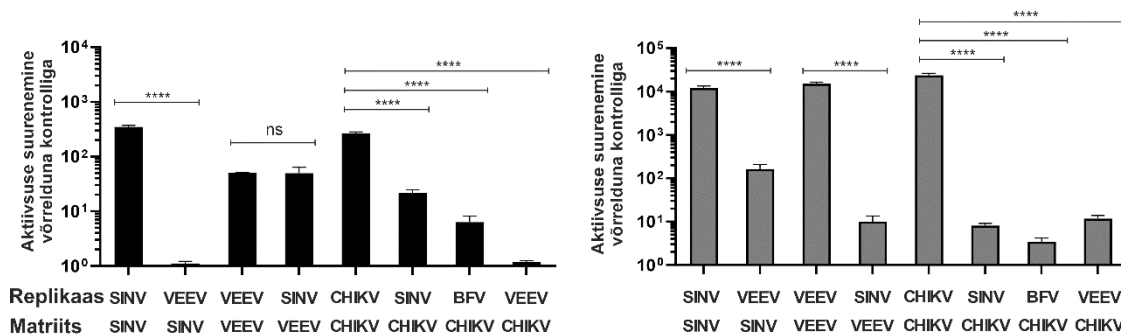 Aktiivsuse suurenemine
võrrelduna kontrolliga
10⁴
10³
10²
10¹
10⁰
****
ns
****
****
****
Replikaas SINV VEEV VEEV SINV CHIKV SINV BFV VEEV
Matriits SINV SINV VEEV VEEV CHIKV CHIKV CHIKV CHIKV
Aktiivsuse suurenemine
võrrelduna kontrolliga
10⁵
10⁴
10³
10²
10¹
10⁰
****
****
****
****
****
SINV VEEV VEEV SINV CHIKV SINV BFV VEEV
SINV SINV VEEV VEEV CHIKV CHIKV CHIKV CHIKV